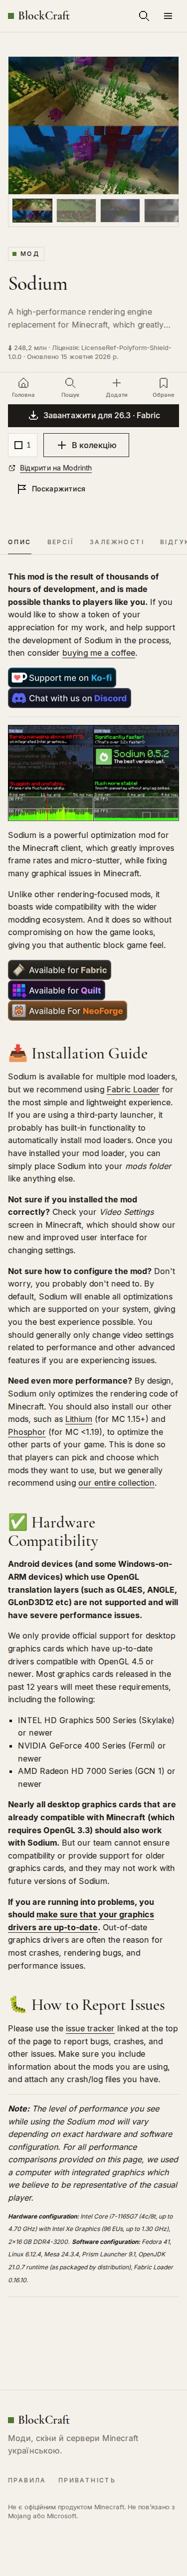 BlockCraft
МОД
Sodium
A high-performance rendering engine
replacement for Minecraft, which greatly...
248,2 млн · Ліцензія: LicenseRef-Polyform-Shield-
1.0.0 · Оновлено 15 жовтня 2026 р.
Головна
Пошук
Додати
Обране
Завантажити для 26.3 · Fabric
1
В колекцію
Відкрити на Modrinth
Поскаржитися
ОПИС ВЕРСІЇ ЗАЛЕЖНОСТІ ВІДГУК
This mod is the result of thousands of
hours of development, and is made
possible thanks to players like you. If you
would like to show a token of your
appreciation for my work, and help support
the development of Sodium in the process,
then consider buying me a coffee.
Support me on Ko-fi
Chat with us on Discord
Significantly faster!
Sodium 0.5.2
The best version yet.
Much more stable!
Sodium is a powerful optimization mod for
the Minecraft client, which greatly improves
frame rates and micro-stutter, while fixing
many graphical issues in Minecraft.
Unlike other rendering-focused mods, it
boasts wide compatibility with the wider
modding ecosystem. And it does so without
compromising on how the game looks,
giving you that authentic block game feel.
Available for Fabric
Available for Quilt
Available For NeoForge
📥 Installation Guide
Sodium is available for multiple mod loaders,
but we recommend using Fabric Loader for
the most simple and lightweight experience.
If you are using a third-party launcher, it
probably has built-in functionality to
automatically install mod loaders. Once you
have installed your mod loader, you can
simply place Sodium into your mods folder
like anything else.
Not sure if you installed the mod
correctly? Check your Video Settings
screen in Minecraft, which should show our
new and improved user interface for
changing settings.
Not sure how to configure the mod? Don't
worry, you probably don't need to. By
default, Sodium will enable all optimizations
which are supported on your system, giving
you the best experience possible. You
should generally only change video settings
related to performance and other advanced
features if you are experiencing issues.
Need even more performance? By design,
Sodium only optimizes the rendering code of
Minecraft. You should also install our other
mods, such as Lithium (for MC 1.15+) and
Phosphor (for MC <1.19), to optimize the
other parts of your game. This is done so
that players can pick and choose which
mods they want to use, but we generally
recommend using our entire collection.
✅ Hardware
Compatibility
Android devices (and some Windows-on-
ARM devices) which use OpenGL
translation layers (such as GL4ES, ANGLE,
GLonD3D12 etc) are not supported and will
have severe performance issues.
We only provide official support for desktop
graphics cards which have up-to-date
drivers compatible with OpenGL 4.5 or
newer. Most graphics cards released in the
past 12 years will meet these requirements,
including the following:
• INTEL HD Graphics 500 Series (Skylake)
or newer
• NVIDIA GeForce 400 Series (Fermi) or
newer
• AMD Radeon HD 7000 Series (GCN 1) or
newer
Nearly all desktop graphics cards that are
already compatible with Minecraft (which
requires OpenGL 3.3) should also work
with Sodium. But our team cannot ensure
compatibility or provide support for older
graphics cards, and they may not work with
future versions of Sodium.
If you are running into problems, you
should make sure that your graphics
drivers are up-to-date. Out-of-date
graphics drivers are often the reason for
most crashes, rendering bugs, and
performance issues.
🐛 How to Report Issues
Please use the issue tracker linked at the top
of the page to report bugs, crashes, and
other issues. Make sure you include
information about the mods you are using,
and attach any crash/log files you have.
Note: The level of performance you see
while using the Sodium mod will vary
depending on exact hardware and software
configuration. For all performance
comparisons provided on this page, we used
a computer with integrated graphics which
we believe to be representative of the casual
player.
Hardware configuration: Intel Core i7-1165G7 (4c/8t, up to
4.70 GHz) with Intel Xe Graphics (96 EUs, up to 1.30 GHz),
2×16 GB DDR4-3200. Software configuration: Fedora 41,
Linux 6.12.4, Mesa 24.3.4, Prism Launcher 9.1, OpenJDK
21.0.7 runtime (as packaged by distribution), Fabric Loader
0.16.10.
BlockCraft
Моди, скіни й сервери Minecraft
українською.
ПРАВИЛА ПРИВАТНІСТЬ
Не є офіційним продуктом Minecraft. Не пов'язано з
Mojang або Microsoft.